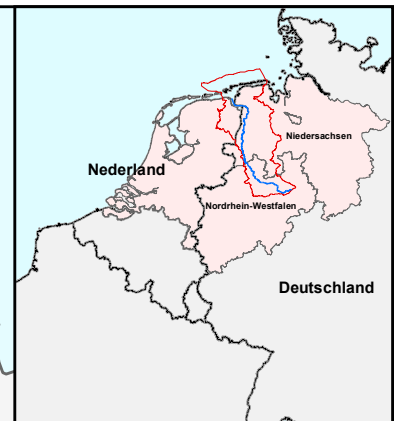 Niedersachsen
Nederland
Nordrhein-Westfalen
Deutschland